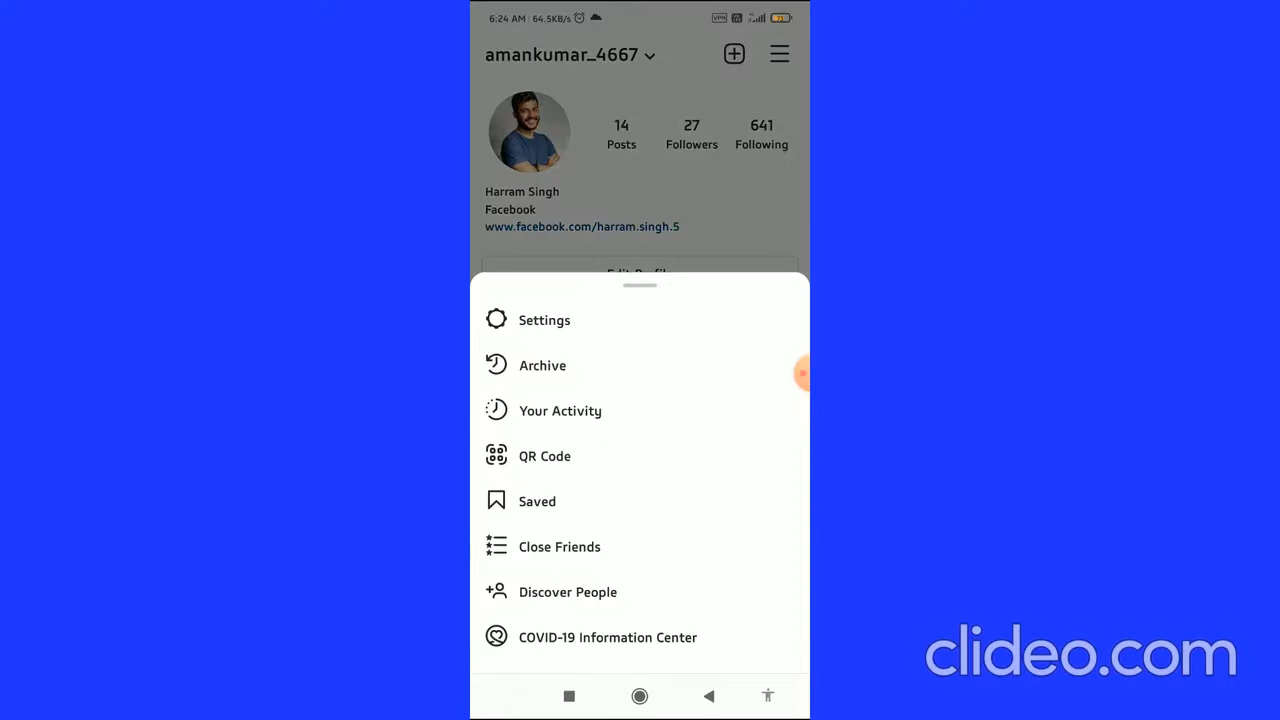 6:24 AM | 64.5KB/s
VPN
73
amankumar_4667
14
27
641
Posts
Followers
Following
Harram Singh
Facebook
www.facebook.com/harram.singh.5
Settings
Archive
Your Activity
QR Code
Saved
Close Friends
Discover People
COVID-19 Information Center
clideo.com